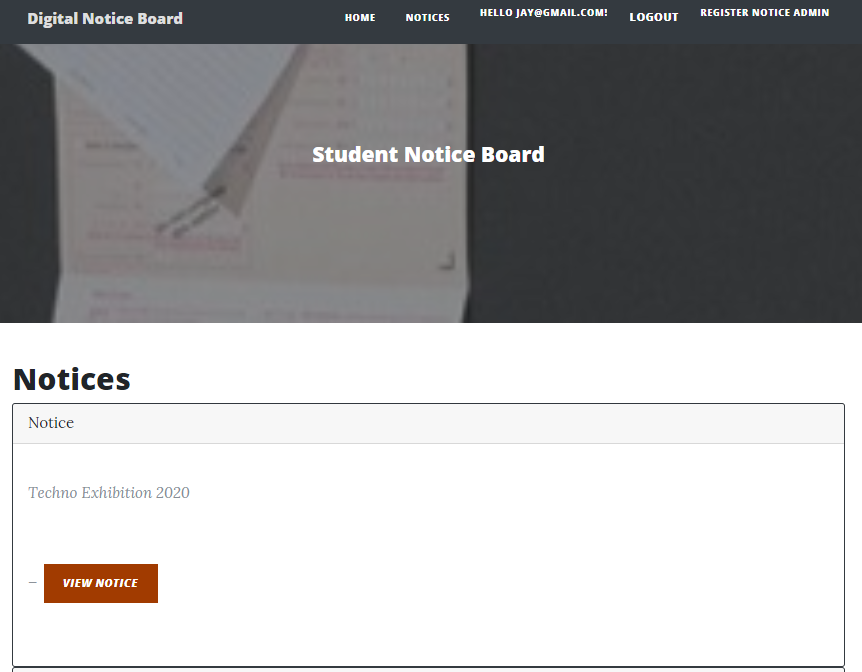 Digital Notice Board
HOME NOTICES HELLO JAY@GMAIL.COM! LOGOUT REGISTER NOTICE ADMIN
Student Notice Board
Notices
Notice
Techno Exhibition 2020
— VIEW NOTICE